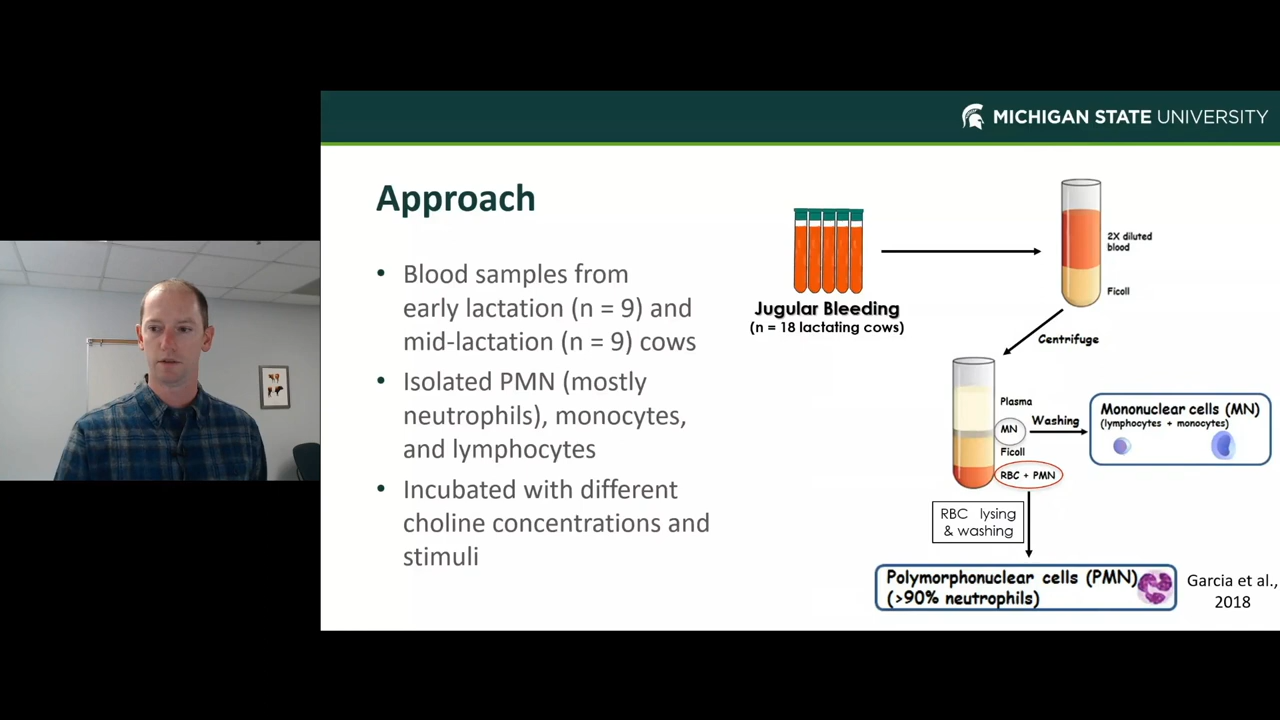 MICHIGAN STATE UNIVERSITY
Approach
• Blood samples from
early lactation (n = 9) and
mid-lactation (n = 9) cows
• Isolated PMN (mostly
neutrophils), monocytes,
and lymphocytes
• Incubated with different
choline concentrations and
stimuli
Jugular Bleeding
(n = 18 lactating cows)
2X diluted
blood
Ficoll
Centrifuge
Plasma
MN
Ficoll
RBC + PMN
Washing
Mononuclear cells (MN)
(lymphocytes + monocytes)
RBC lysing
& washing
Polymorphonuclear cells (PMN)
(>90% neutrophils)
Garcia et al.,
2018